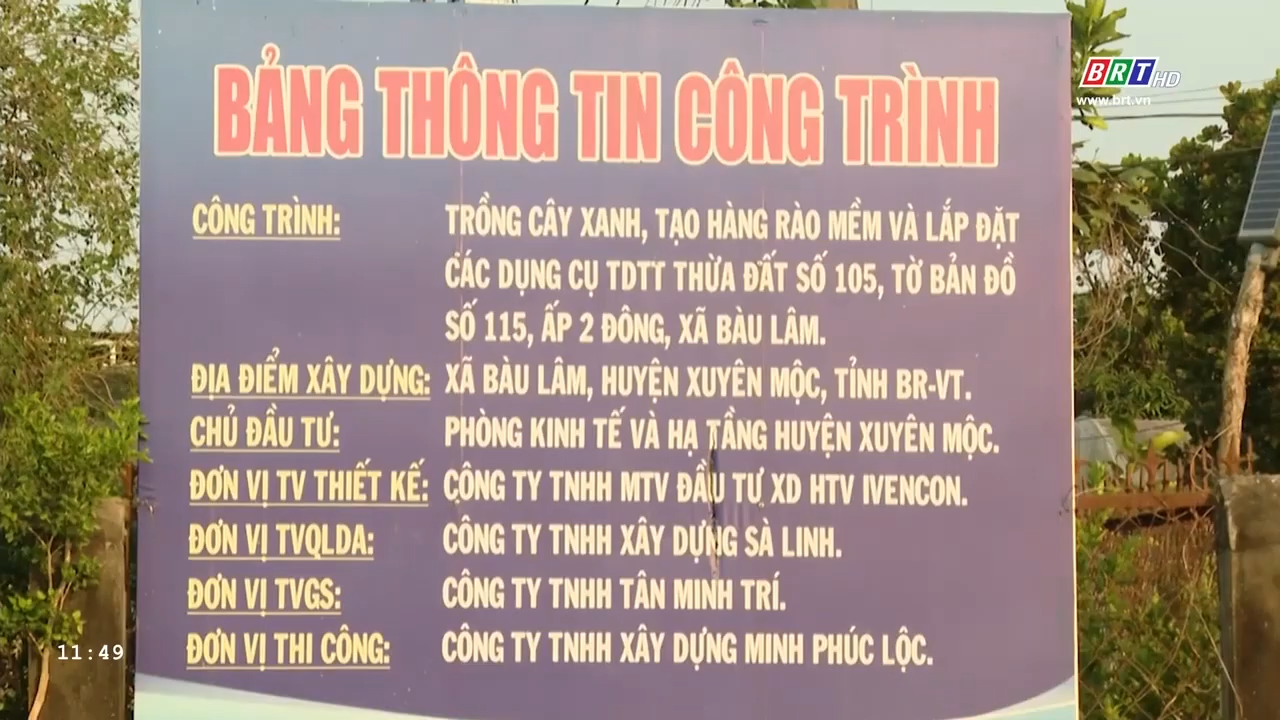 BRT HD
www.brt.vn
BẢNG THÔNG TIN CÔNG TRÌNH
CÔNG TRÌNH: TRỒNG CÂY XANH, TẠO HÀNG RÀO MỀM VÀ LẮP ĐẶT
CÁC DỤNG CỤ TDTT THỪA ĐẤT SỐ 105, TỜ BẢN ĐỒ
SỐ 115, ẤP 2 ĐÔNG, XÃ BÀU LÂM.
ĐỊA ĐIỂM XÂY DỰNG: XÃ BÀU LÂM, HUYỆN XUYÊN MỘC, TỈNH BR-VT.
CHỦ ĐẦU TƯ: PHÒNG KINH TẾ VÀ HẠ TẦNG HUYỆN XUYÊN MỘC.
ĐƠN VỊ TV THIẾT KẾ: CÔNG TY TNHH MTV ĐẦU TƯ XD HTV IVENCON.
ĐƠN VỊ TVQLDA: CÔNG TY TNHH XÂY DỰNG SÀ LINH.
ĐƠN VỊ TVGS: CÔNG TY TNHH TÂN MINH TRÍ.
ĐƠN VỊ THI CÔNG: CÔNG TY TNHH XÂY DỰNG MINH PHÚC LỘC.
11:49